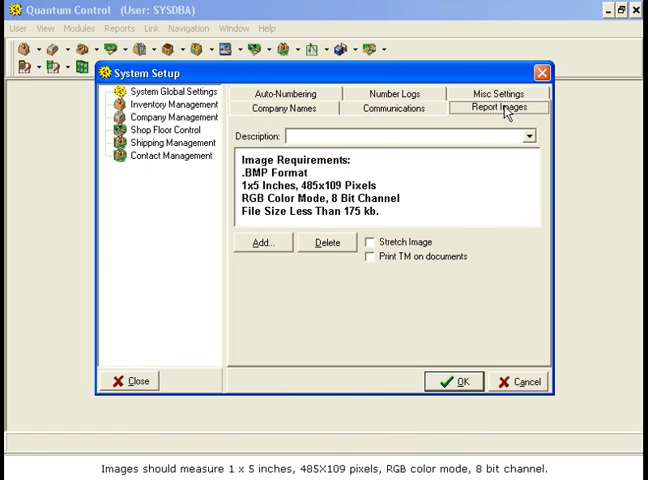 Quantum Control (User: SYSDBA)
User View Modules Reports Link Navigation Window Help
System Setup
System Global Settings
Inventory Management
Company Management
Shop Floor Control
Shipping Management
Contact Management
Auto-Numbering Number Logs Misc Settings
Company Names Communications Report Images
Description:
Image Requirements:
.BMP Format
1x5 Inches, 485x109 Pixels
RGB Color Mode, 8 Bit Channel
File Size Less Than 175 kb.
Add... Delete Stretch Image
Print TM on documents
Close OK Cancel
Images should measure 1 x 5 inches, 485X109 pixels, RGB color mode, 8 bit channel.